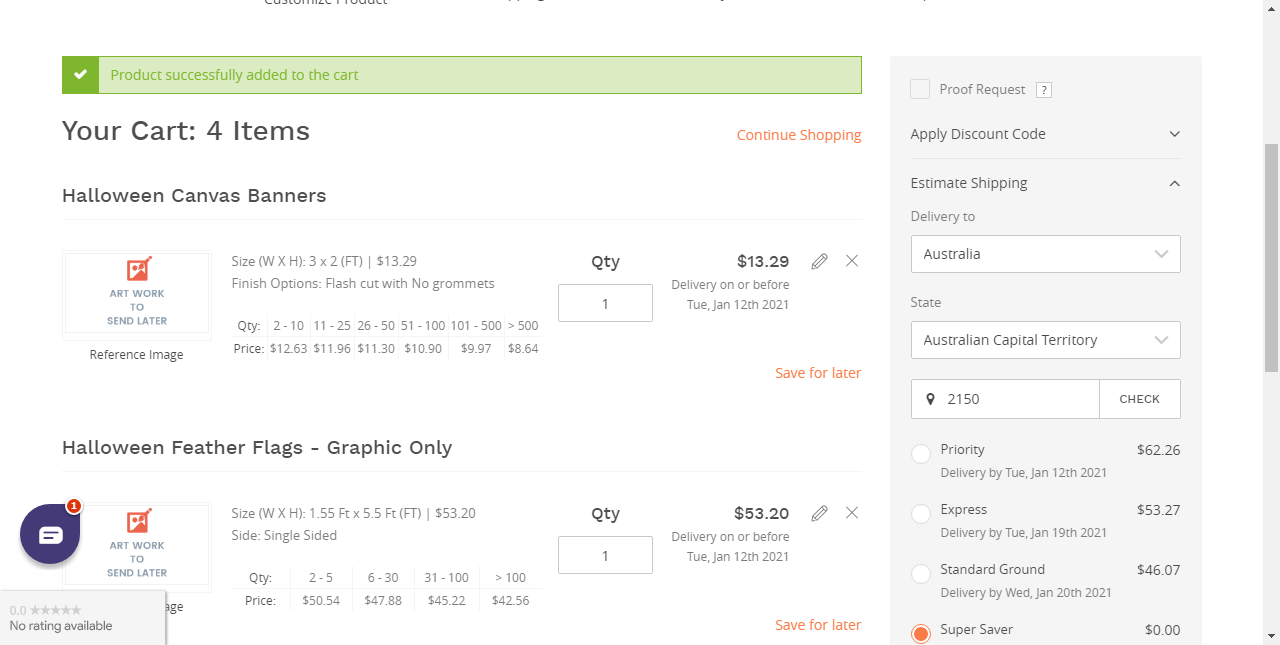 Customize Product
Product successfully added to the cart
Your Cart: 4 Items
Continue Shopping
Halloween Canvas Banners
ART WORK
TO
SEND LATER
Reference Image
Size (W X H): 3 x 2 (FT) | $13.29
Finish Options: Flash cut with No grommets
Qty: 2 - 10 11 - 25 26 - 50 51 - 100 101 - 500 > 500
Price: $12.63 $11.96 $11.30 $10.90 $9.97 $8.64
Qty
1
$13.29
Delivery on or before
Tue, Jan 12th 2021
Save for later
Halloween Feather Flags - Graphic Only
ART WORK
TO
SEND LATER
age
Size (W X H): 1.55 Ft x 5.5 Ft (FT) | $53.20
Side: Single Sided
Qty: 2 - 5 6 - 30 31 - 100 > 100
Price: $50.54 $47.88 $45.22 $42.56
Qty
1
$53.20
Delivery on or before
Tue, Jan 12th 2021
Save for later
1
0.0 ★★★★★
No rating available
Proof Request ?
Apply Discount Code
Estimate Shipping
Delivery to
Australia
State
Australian Capital Territory
2150 CHECK
Priority $62.26
Delivery by Tue, Jan 12th 2021
Express $53.27
Delivery by Tue, Jan 19th 2021
Standard Ground $46.07
Delivery by Wed, Jan 20th 2021
Super Saver $0.00